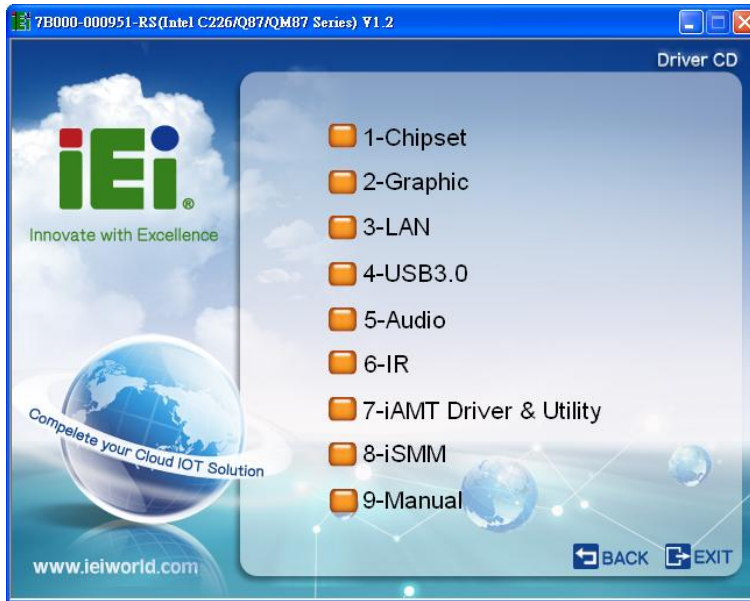 7B000-000951-RS(Intel C226/Q87/QM87 Series) V1.2
Driver CD
iEi®
Innovate with Excellence
1-Chipset
2-Graphic
3-LAN
4-USB3.0
5-Audio
6-IR
7-iAMT Driver & Utility
8-iSMM
9-Manual
Compelete your Cloud IOT Solution
www.ieiworld.com
BACK
EXIT